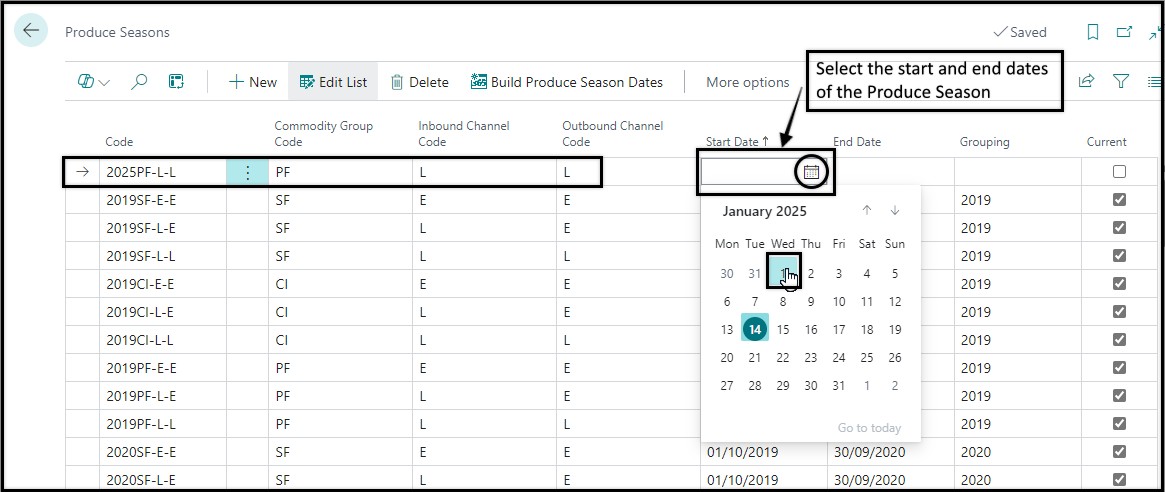 Produce Seasons
Saved
New
Edit List
Delete
Build Produce Season Dates
More options
Select the start and end dates
of the Produce Season
Code
Commodity Group
Code
Inbound Channel
Code
Outbound Channel
Code
Start Date↑
End Date
Grouping
Current
2025PF-L-L PF L L
2019SF-E-E SF E E 2019
2019SF-L-E SF L E 2019
2019SF-L-L SF L L 2019
2019CI-E-E CI E E 2019
2019CI-L-E CI L E 2019
2019CI-L-L CI L L 2019
2019PF-E-E PF E E 2019
2019PF-L-E PF L E 2019
2019PF-L-L PF L L 2019
2020SF-E-E SF E E 01/10/2019 30/09/2020 2020
2020SF-L-E SF L E 01/10/2019 30/09/2020 2020
January 2025
Mon Tue Wed Thu Fri Sat Sun
30 31 1 2 3 4 5
6 7 8 9 10 11 12
13 14 15 16 17 18 19
20 21 22 23 24 25 26
27 28 29 30 31 1 2
Go to today